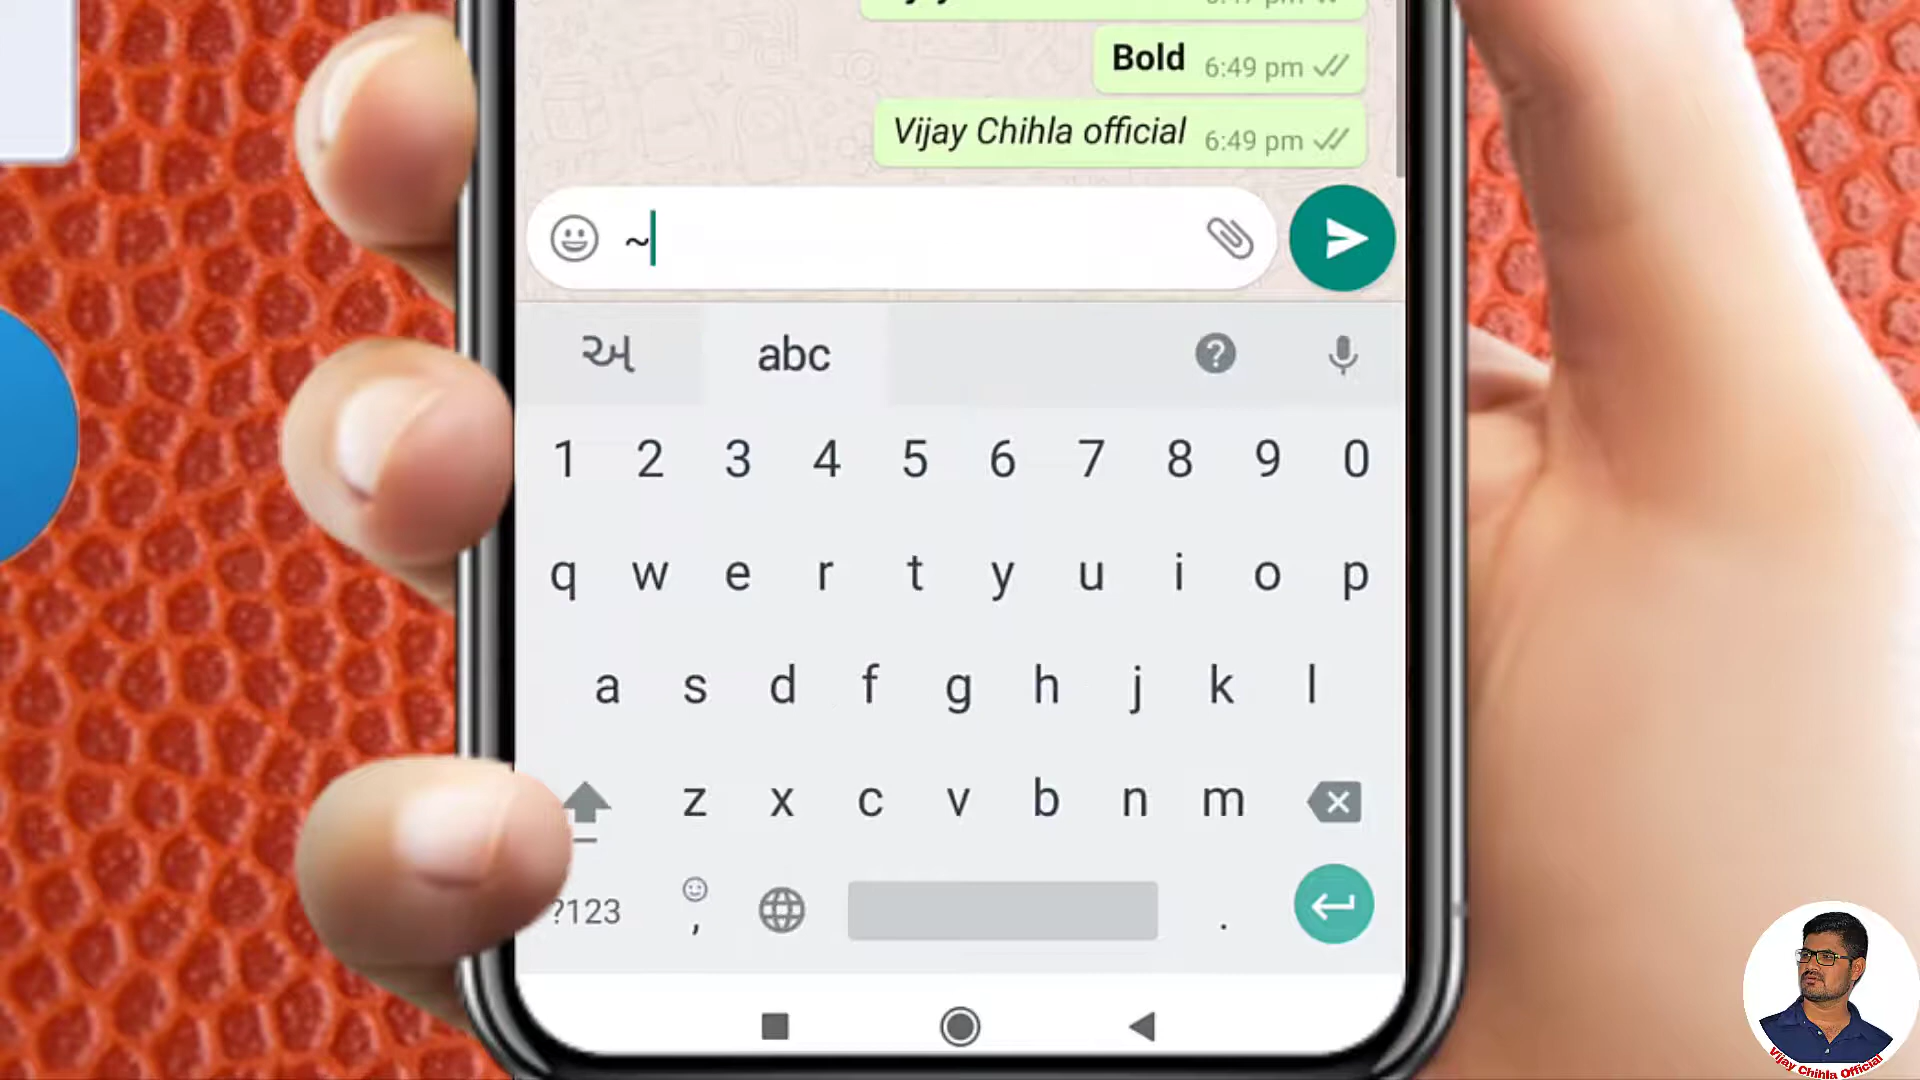 Bold 6:49 pm
Vijay Chihla official 6:49 pm
~
અ abc
1 2 3 4 5 6 7 8 9 0
q w e r t y u i o p
a s d f g h j k l
z x c v b n m
?123 , .
Vijay Chihla Official